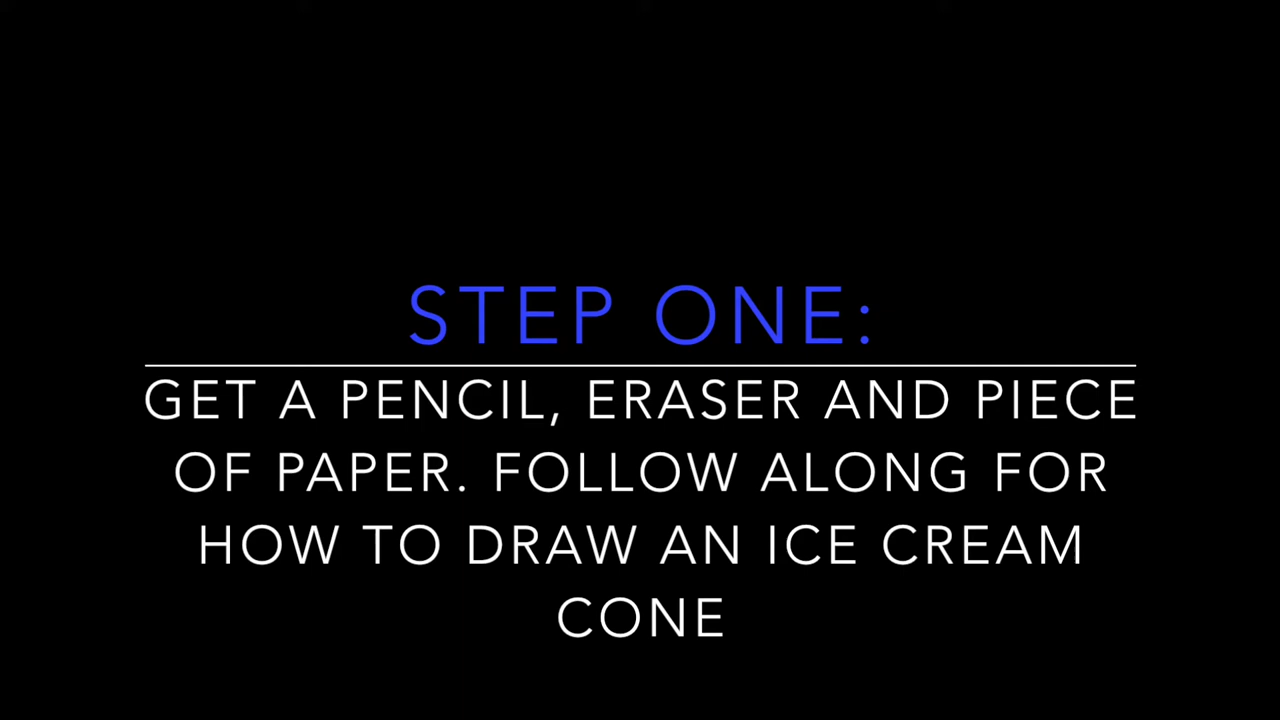 STEP ONE:
GET A PENCIL, ERASER AND PIECE
OF PAPER. FOLLOW ALONG FOR
HOW TO DRAW AN ICE CREAM
CONE